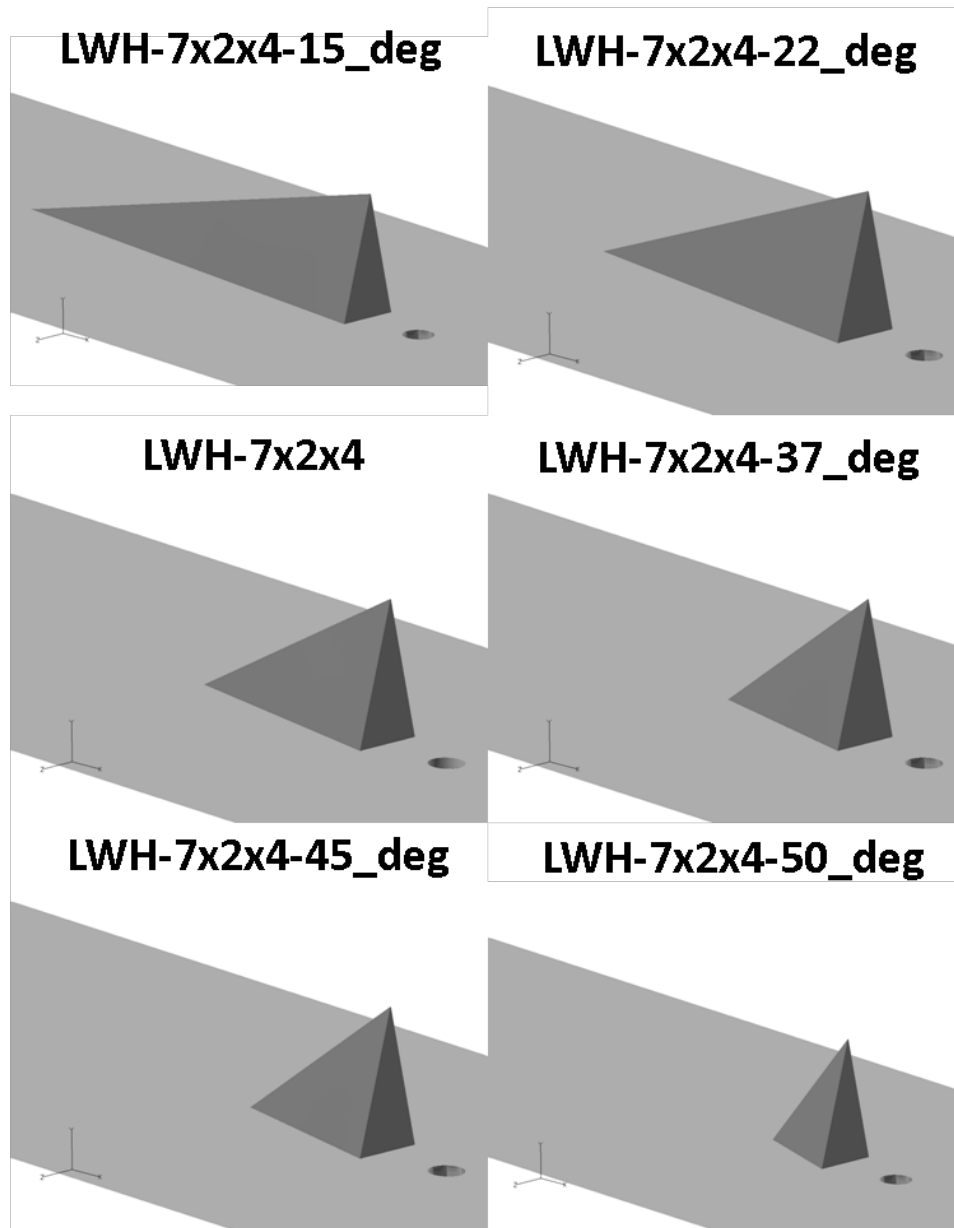 LWH-7x2x4-15_deg
LWH-7x2x4-22_deg
Y
Z
X
Y
Z
X
LWH-7x2x4
LWH-7x2x4-37_deg
Y
Z
X
Y
Z
X
LWH-7x2x4-45_deg
LWH-7x2x4-50_deg
Y
Z
X
Y
Z
X